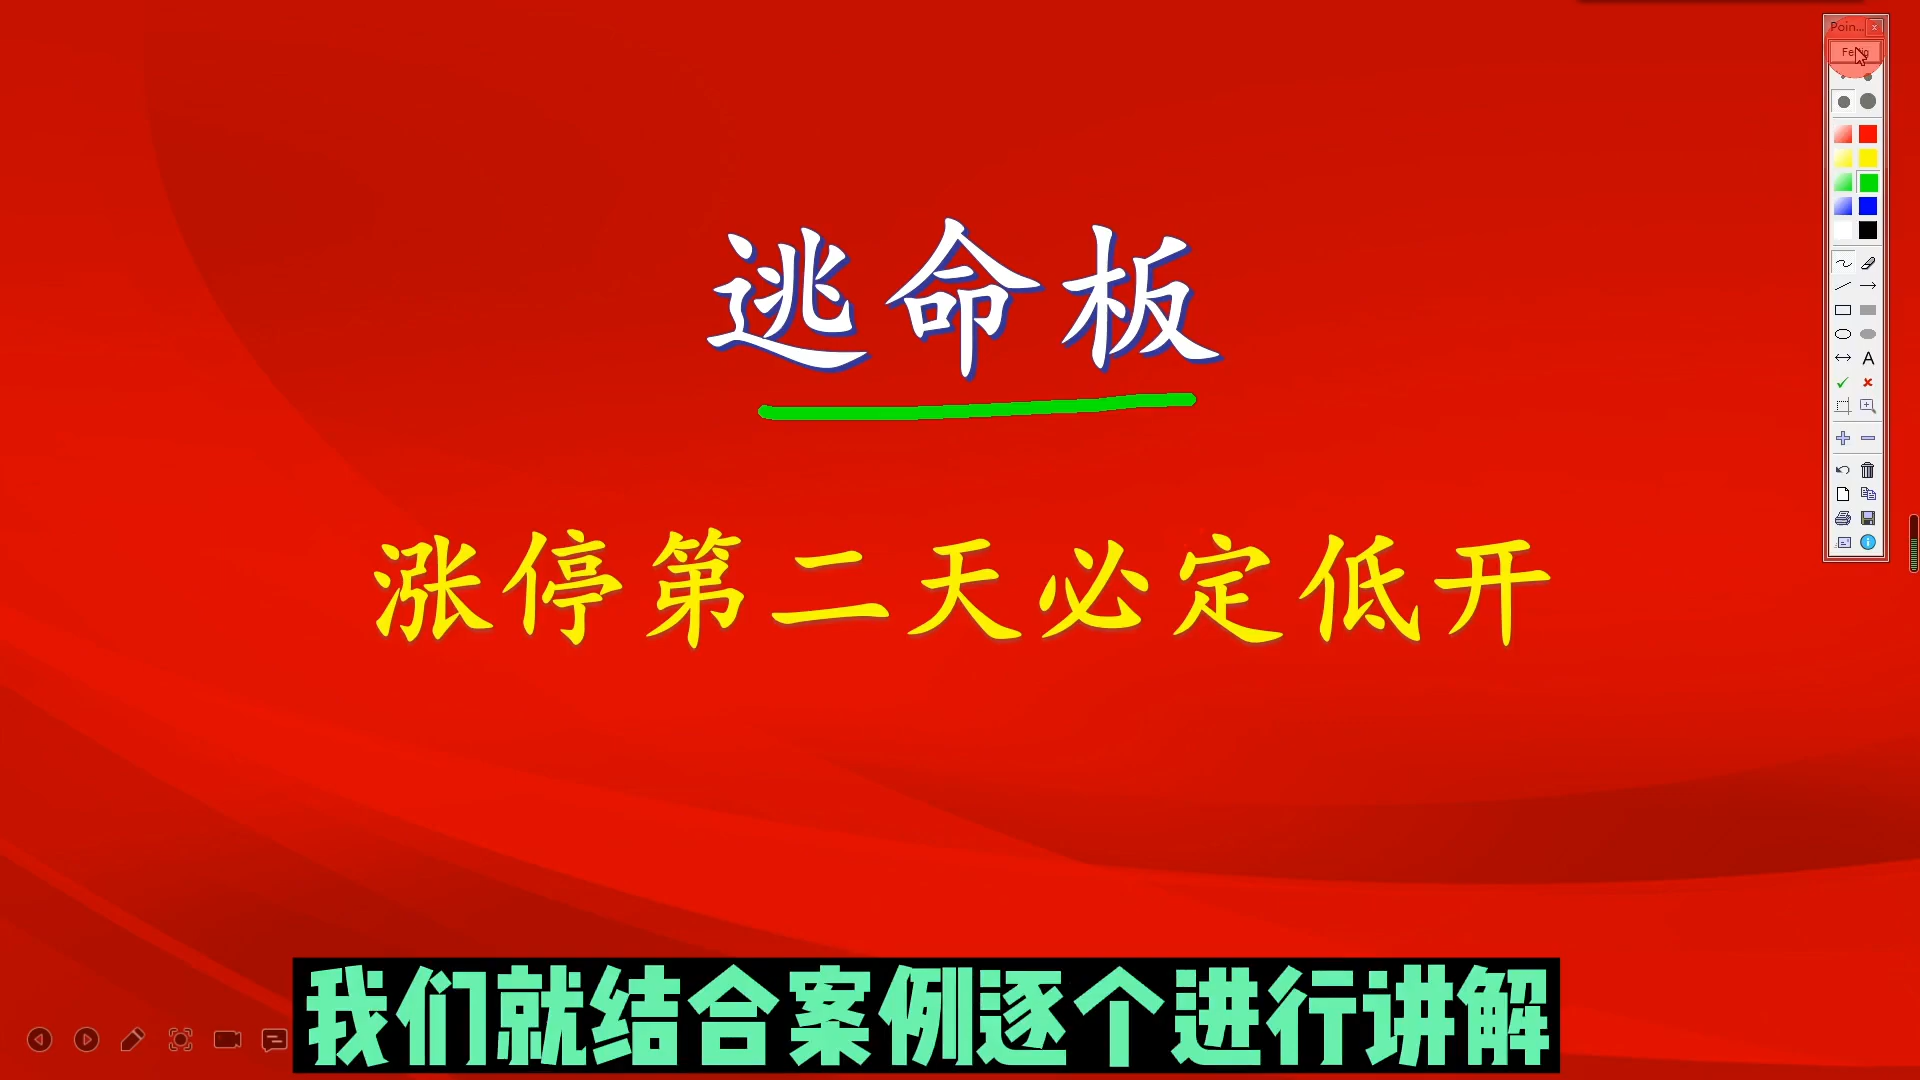 Poin...
逃命板
涨停第二天必定低开
A
我们就结合案例逐个进行讲解